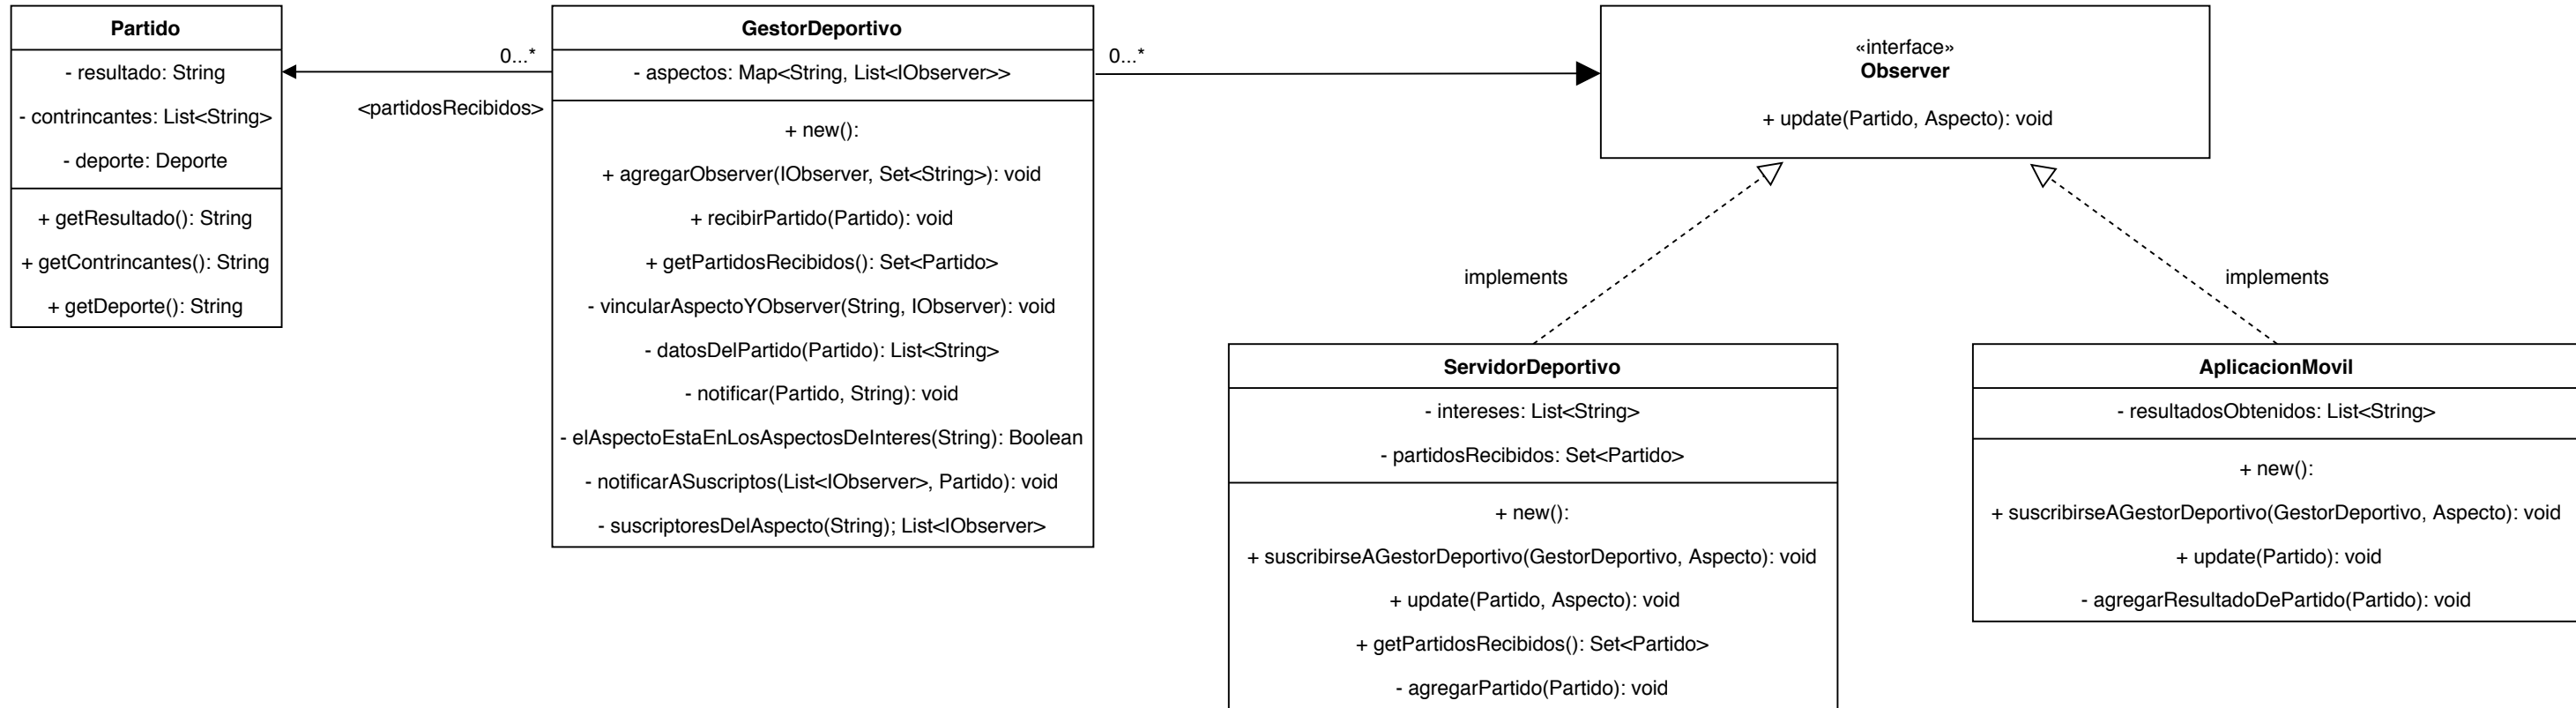 Partido
- resultado: String
- contrincantes: List<String>
- deporte: Deporte
+ getResultado(): String
+ getContrincantes(): String
+ getDeporte(): String
0...*
<partidosRecibidos>
GestorDeportivo
- aspectos: Map<String, List<IObserver>>
+ new():
+ agregarObserver(IObserver, Set<String>): void
+ recibirPartido(Partido): void
+ getPartidosRecibidos(): Set<Partido>
- vincularAspectoYObserver(String, IObserver): void
- datosDelPartido(Partido): List<String>
- notificar(Partido, String): void
- elAspectoEstaEnLosAspectosDeInteres(String): Boolean
- notificarASuscriptos(List<IObserver>, Partido): void
- suscriptoresDelAspecto(String); List<IObserver>
0...*
«interface»
Observer
+ update(Partido, Aspecto): void
implements
implements
ServidorDeportivo
- intereses: List<String>
- partidosRecibidos: Set<Partido>
+ new():
+ suscribirseAGestorDeportivo(GestorDeportivo, Aspecto): void
+ update(Partido, Aspecto): void
+ getPartidosRecibidos(): Set<Partido>
- agregarPartido(Partido): void
AplicacionMovil
- resultadosObtenidos: List<String>
+ new():
+ suscribirseAGestorDeportivo(GestorDeportivo, Aspecto): void
+ update(Partido): void
- agregarResultadoDePartido(Partido): void